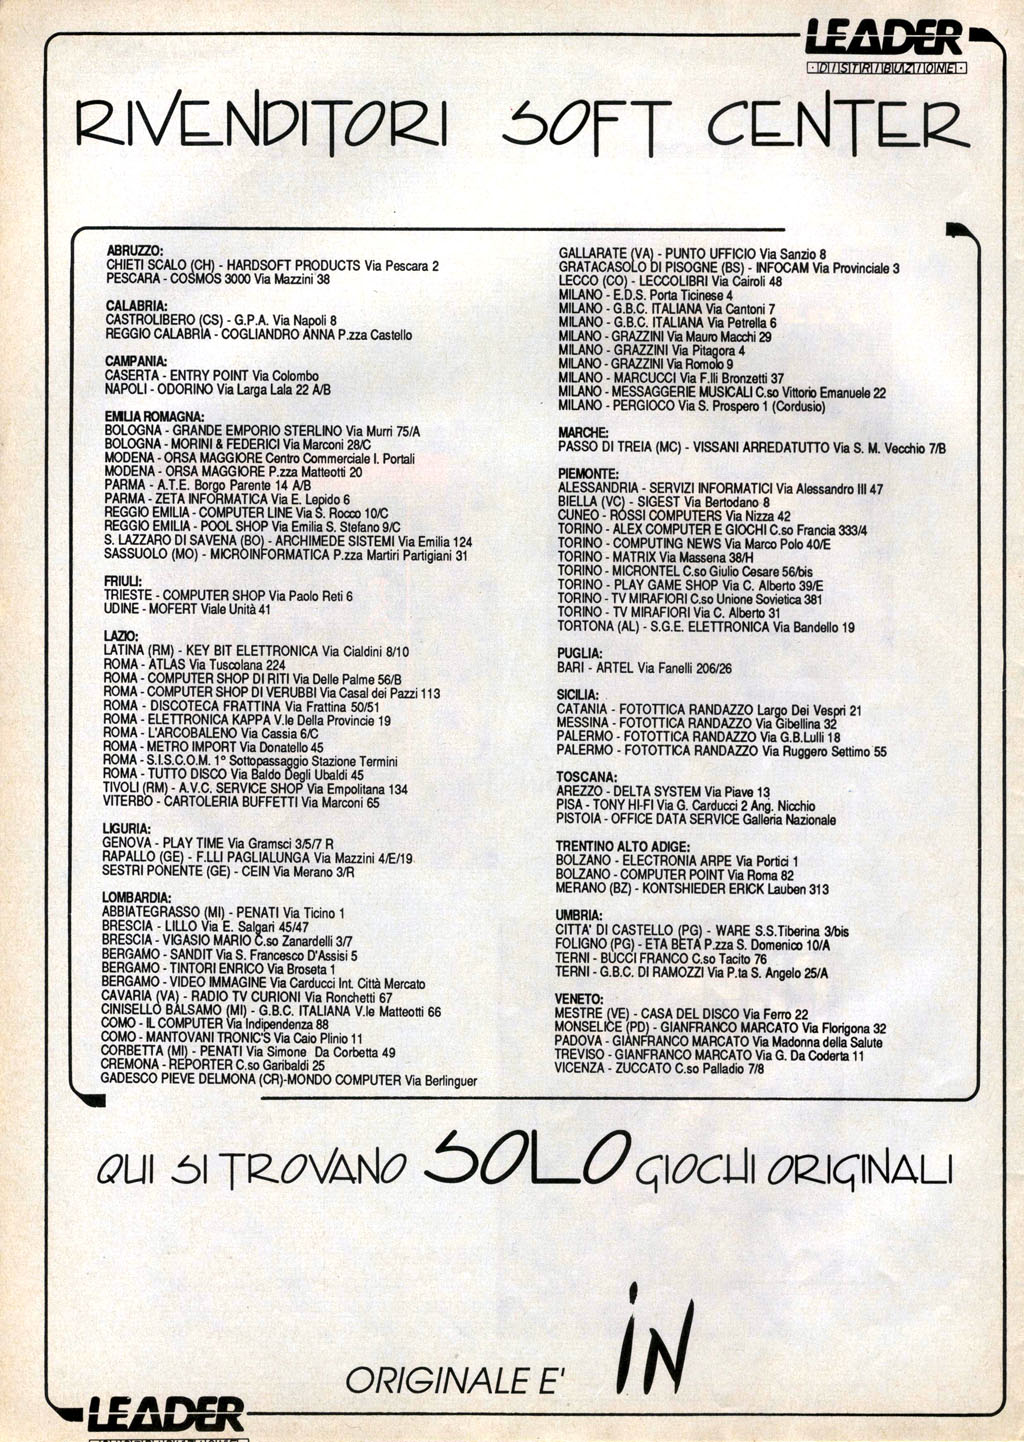 LEADER
·DISTRIBUZIONE·
RIVENDITORI SOFT CENTER
ABRUZZO:
CHIETI SCALO (CH) - HARDSOFT PRODUCTS Via Pescara 2
PESCARA - COSMOS 3000 Via Mazzini 38
CALABRIA:
CASTROLIBERO (CS) - G.P.A. Via Napoli 8
REGGIO CALABRIA - COGLIANDRO ANNA P.zza Castello
CAMPANIA:
CASERTA - ENTRY POINT Via Colombo
NAPOLI - ODORINO Via Larga Lala 22 A/B
EMILIA ROMAGNA:
BOLOGNA - GRANDE EMPORIO STERLINO Via Murri 75/A
BOLOGNA - MORINI & FEDERICI Via Marconi 28/C
MODENA - ORSA MAGGIORE Centro Commerciale I. Portali
MODENA - ORSA MAGGIORE P.zza Matteotti 20
PARMA - A.T.E. Borgo Parente 14 A/B
PARMA - ZETA INFORMATICA Via E. Lepido 6
REGGIO EMILIA - COMPUTER LINE Via S. Rocco 10/C
REGGIO EMILIA - POOL SHOP Via Emilia S. Stefano 9/C
S. LAZZARO DI SAVENA (BO) - ARCHIMEDE SISTEMI Via Emilia 124
SASSUOLO (MO) - MICROINFORMATICA P.zza Martiri Partigiani 31
FRIULI:
TRIESTE - COMPUTER SHOP Via Paolo Reti 6
UDINE - MOFERT Viale Unità 41
LAZIO:
LATINA (RM) - KEY BIT ELETTRONICA Via Cialdini 8/10
ROMA - ATLAS Via Tuscolana 224
ROMA - COMPUTER SHOP DI RITI Via Delle Palme 56/B
ROMA - COMPUTER SHOP DI VERUBBI Via Casal dei Pazzi 113
ROMA - DISCOTECA FRATTINA Via Frattina 50/51
ROMA - ELETTRONICA KAPPA V.le Della Provincie 19
ROMA - L'ARCOBALENO Via Cassia 6/C
ROMA - METRO IMPORT Via Donatello 45
ROMA - S.I.S.C.O.M. 1° Sottopassaggio Stazione Termini
ROMA - TUTTO DISCO Via Baldo Degli Ubaldi 45
TIVOLI (RM) - A.V.C. SERVICE SHOP Via Empolitana 134
VITERBO - CARTOLERIA BUFFETTI Via Marconi 65
LIGURIA:
GENOVA - PLAY TIME Via Gramsci 3/5/7 R
RAPALLO (GE) - F.LLI PAGLIALUNGA Via Mazzini 4/E/19
SESTRI PONENTE (GE) - CEIN Via Merano 3/R
LOMBARDIA:
ABBIATEGRASSO (MI) - PENATI Via Ticino 1
BRESCIA - LILLO Via E. Salgari 45/47
BRESCIA - VIGASIO MARIO C.so Zanardelli 3/7
BERGAMO - SANDIT Via S. Francesco D'Assisi 5
BERGAMO - TINTORI ENRICO Via Broseta 1
BERGAMO - VIDEO IMMAGINE Via Carducci Int. Città Mercato
CAVARIA (VA) - RADIO TV CURIONI Via Ronchetti 67
CINISELLO BALSAMO (MI) - G.B.C. ITALIANA V.le Matteotti 66
COMO - IL COMPUTER Via Indipendenza 88
COMO - MANTOVANI TRONIC'S Via Caio Plinio 11
CORBETTA (MI) - PENATI Via Simone Da Corbetta 49
CREMONA - REPORTER C.so Garibaldi 25
GADESCO PIEVE DELMONA (CR)-MONDO COMPUTER Via Berlinguer
GALLARATE (VA) - PUNTO UFFICIO Via Sanzio 8
GRATACASOLO DI PISOGNE (BS) - INFOCAM Via Provinciale 3
LECCO (CO) - LECCOLIBRI Via Cairoli 48
MILANO - E.D.S. Porta Ticinese 4
MILANO - G.B.C. ITALIANA Via Cantoni 7
MILANO - G.B.C. ITALIANA Via Petrella 6
MILANO - GRAZZINI Via Mauro Macchi 29
MILANO - GRAZZINI Via Pitagora 4
MILANO - GRAZZINI Via Romolo 9
MILANO - MARCUCCI Via F.lli Bronzetti 37
MILANO - MESSAGGERIE MUSICALI C.so Vittorio Emanuele 22
MILANO - PERGIOCO Via S. Prospero 1 (Cordusio)
MARCHE:
PASSO DI TREIA (MC) - VISSANI ARREDATUTTO Via S. M. Vecchio 7/B
PIEMONTE:
ALESSANDRIA - SERVIZI INFORMATICI Via Alessandro III 47
BIELLA (VC) - SIGEST Via Bertodano 8
CUNEO - ROSSI COMPUTERS Via Nizza 42
TORINO - ALEX COMPUTER E GIOCHI C.so Francia 333/4
TORINO - COMPUTING NEWS Via Marco Polo 40/E
TORINO - MATRIX Via Massena 38/H
TORINO - MICRONTEL C.so Giulio Cesare 56/bis
TORINO - PLAY GAME SHOP Via C. Alberto 39/E
TORINO - TV MIRAFIORI C.so Unione Sovietica 381
TORINO - TV MIRAFIORI Via C. Alberto 31
TORTONA (AL) - S.G.E. ELETTRONICA Via Bandello 19
PUGLIA:
BARI - ARTEL Via Fanelli 206/26
SICILIA:
CATANIA - FOTOTTICA RANDAZZO Largo Dei Vespri 21
MESSINA - FOTOTTICA RANDAZZO Via Gibellina 32
PALERMO - FOTOTTICA RANDAZZO Via G.B.Lulli 18
PALERMO - FOTOTTICA RANDAZZO Via Ruggero Settimo 55
TOSCANA:
AREZZO - DELTA SYSTEM Via Piave 13
PISA - TONY HI-FI Via G. Carducci 2 Ang. Nicchio
PISTOIA - OFFICE DATA SERVICE Galleria Nazionale
TRENTINO ALTO ADIGE:
BOLZANO - ELECTRONIA ARPE Via Portici 1
BOLZANO - COMPUTER POINT Via Roma 82
MERANO (BZ) - KONTSHIEDER ERICK Lauben 313
UMBRIA:
CITTA' DI CASTELLO (PG) - WARE S.S.Tiberina 3/bis
FOLIGNO (PG) - ETA BETA P.zza S. Domenico 10/A
TERNI - BUCCI FRANCO C.so Tacito 76
TERNI - G.B.C. DI RAMOZZI Via P.ta S. Angelo 25/A
VENETO:
MESTRE (VE) - CASA DEL DISCO Via Ferro 22
MONSELICE (PD) - GIANFRANCO MARCATO Via Florigona 32
PADOVA - GIANFRANCO MARCATO Via Madonna della Salute
TREVISO - GIANFRANCO MARCATO Via G. Da Coderta 11
VICENZA - ZUCCATO C.so Palladio 7/8
QUI SI TROVANO SOLO GIOCHI ORIGINALI
ORIGINALE E' iN
LEADER